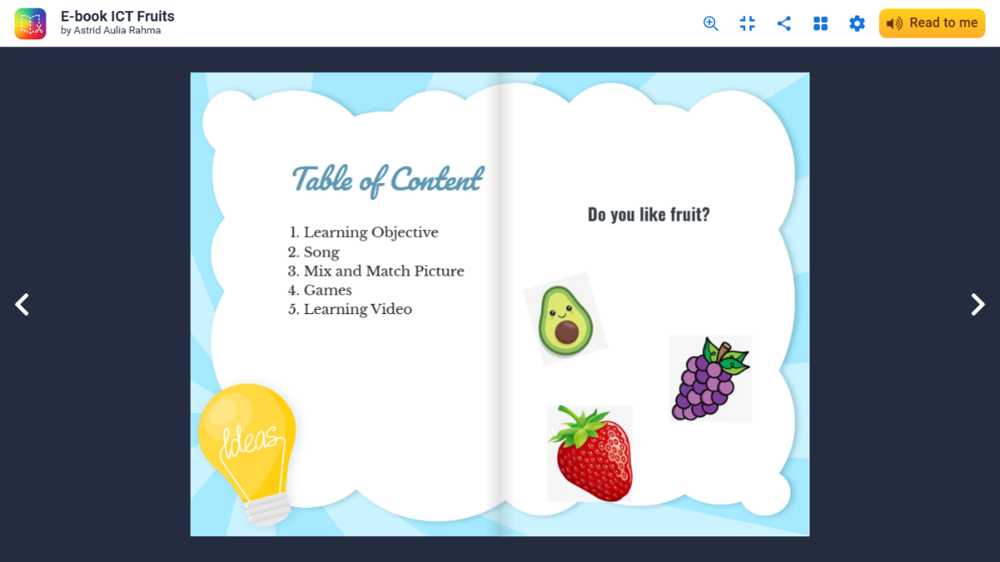 E-book ICT Fruits
by Astrid Aulia Rahma
Read to me
Table of Content
1. Learning Objective
2. Song
3. Mix and Match Picture
4. Games
5. Learning Video
Ideas
Do you like fruit?